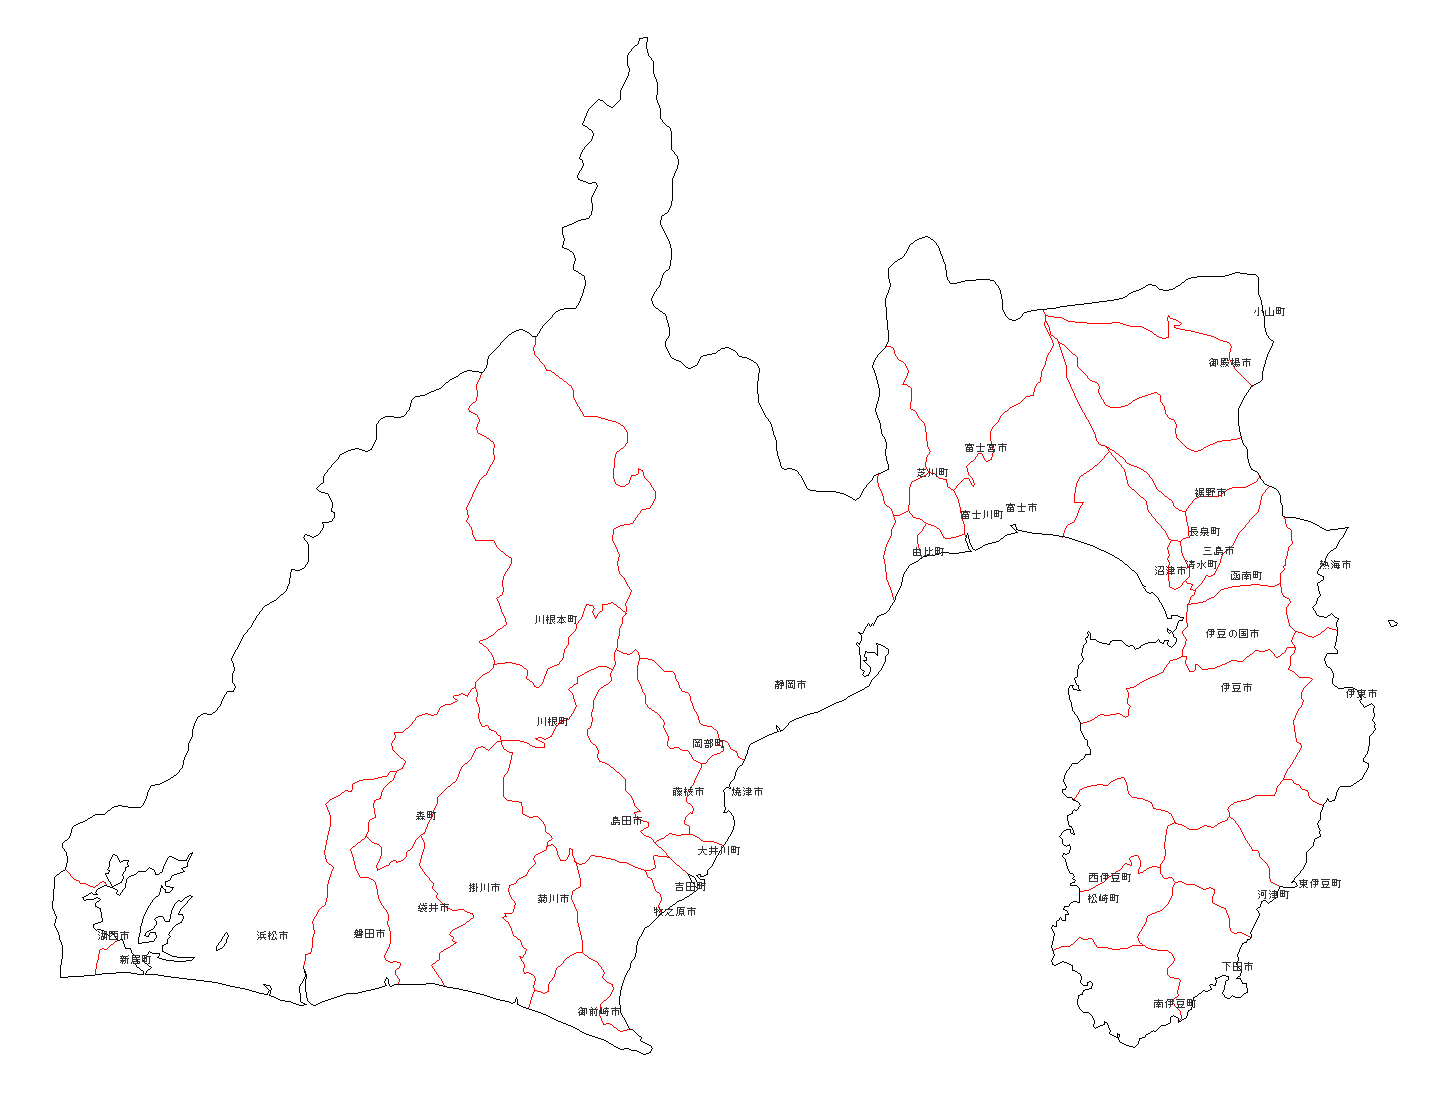 小山町
御殿場市
富士宮市
芝川町
裾野市
富士市
富士川町
長泉町
由比町
三島市
清水町
熱海市
沼津市
函南町
川根本町
伊豆の国市
静岡市
伊豆市
伊東市
川根町
岡部町
藤枝市
焼津市
森町
島田市
大井川町
西伊豆町
東伊豆町
吉田町
掛川市
河津町
菊川市
松崎町
袋井市
牧之原市
湖西市
浜松市
磐田市
新居町
下田市
南伊豆町
御前崎市